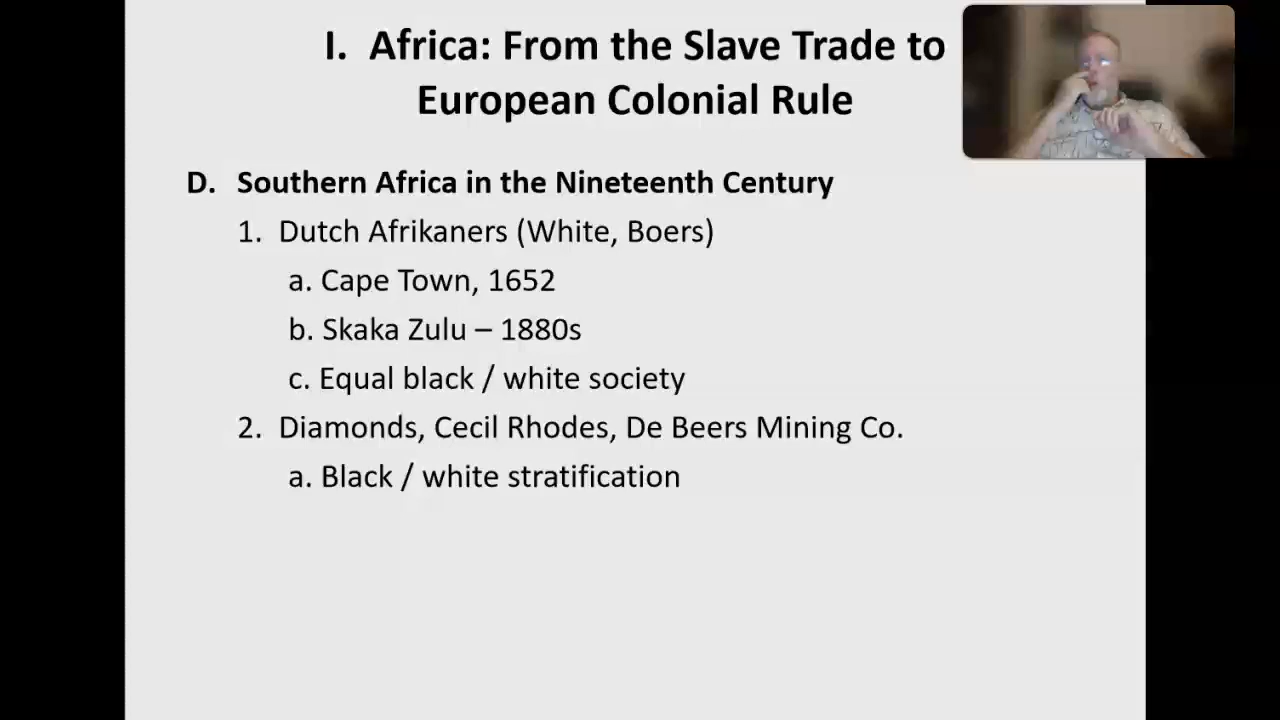 I. Africa: From the Slave Trade to
European Colonial Rule
D. Southern Africa in the Nineteenth Century
1. Dutch Afrikaners (White, Boers)
a. Cape Town, 1652
b. Skaka Zulu – 1880s
c. Equal black / white society
2. Diamonds, Cecil Rhodes, De Beers Mining Co.
a. Black / white stratification